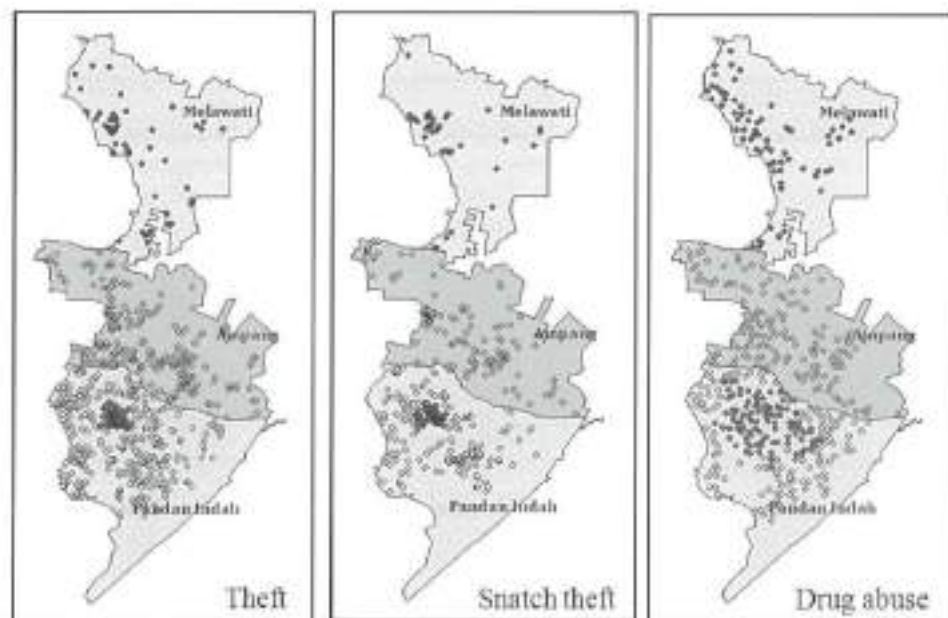 Melawati
Ampang
Pandan Indah
Theft
Melawati
Ampang
Pandan Indah
Snatch theft
Melawati
Ampang
Pandan Indah
Drug abuse